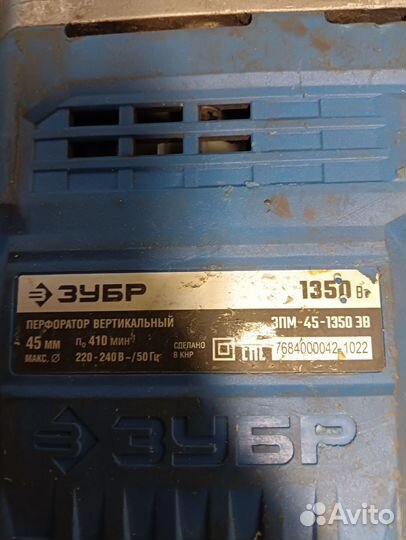 ЗУБР 1350 Вт
ПЕРФОРАТОР ВЕРТИКАЛЬНЫЙ ЗПМ-45-1350 ЭВ
45 мм n₀ 410 мин⁻¹ СДЕЛАНО 7684000042-1022
МАКС. Ø 220-240 В ~ / 50 Гц В КНР
ЗУБР
Avito